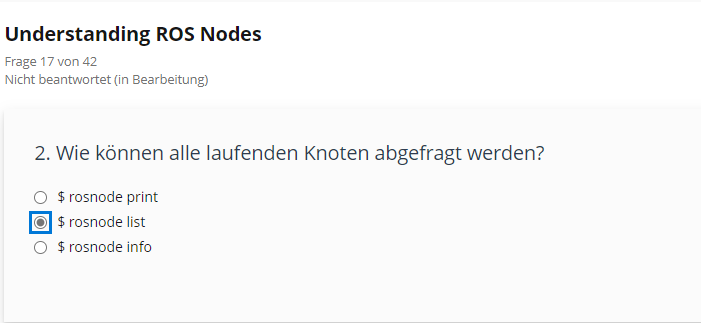 Understanding ROS Nodes
Frage 17 von 42
Nicht beantwortet (in Bearbeitung)
2. Wie können alle laufenden Knoten abgefragt werden?
$ rosnode print
$ rosnode list
$ rosnode info